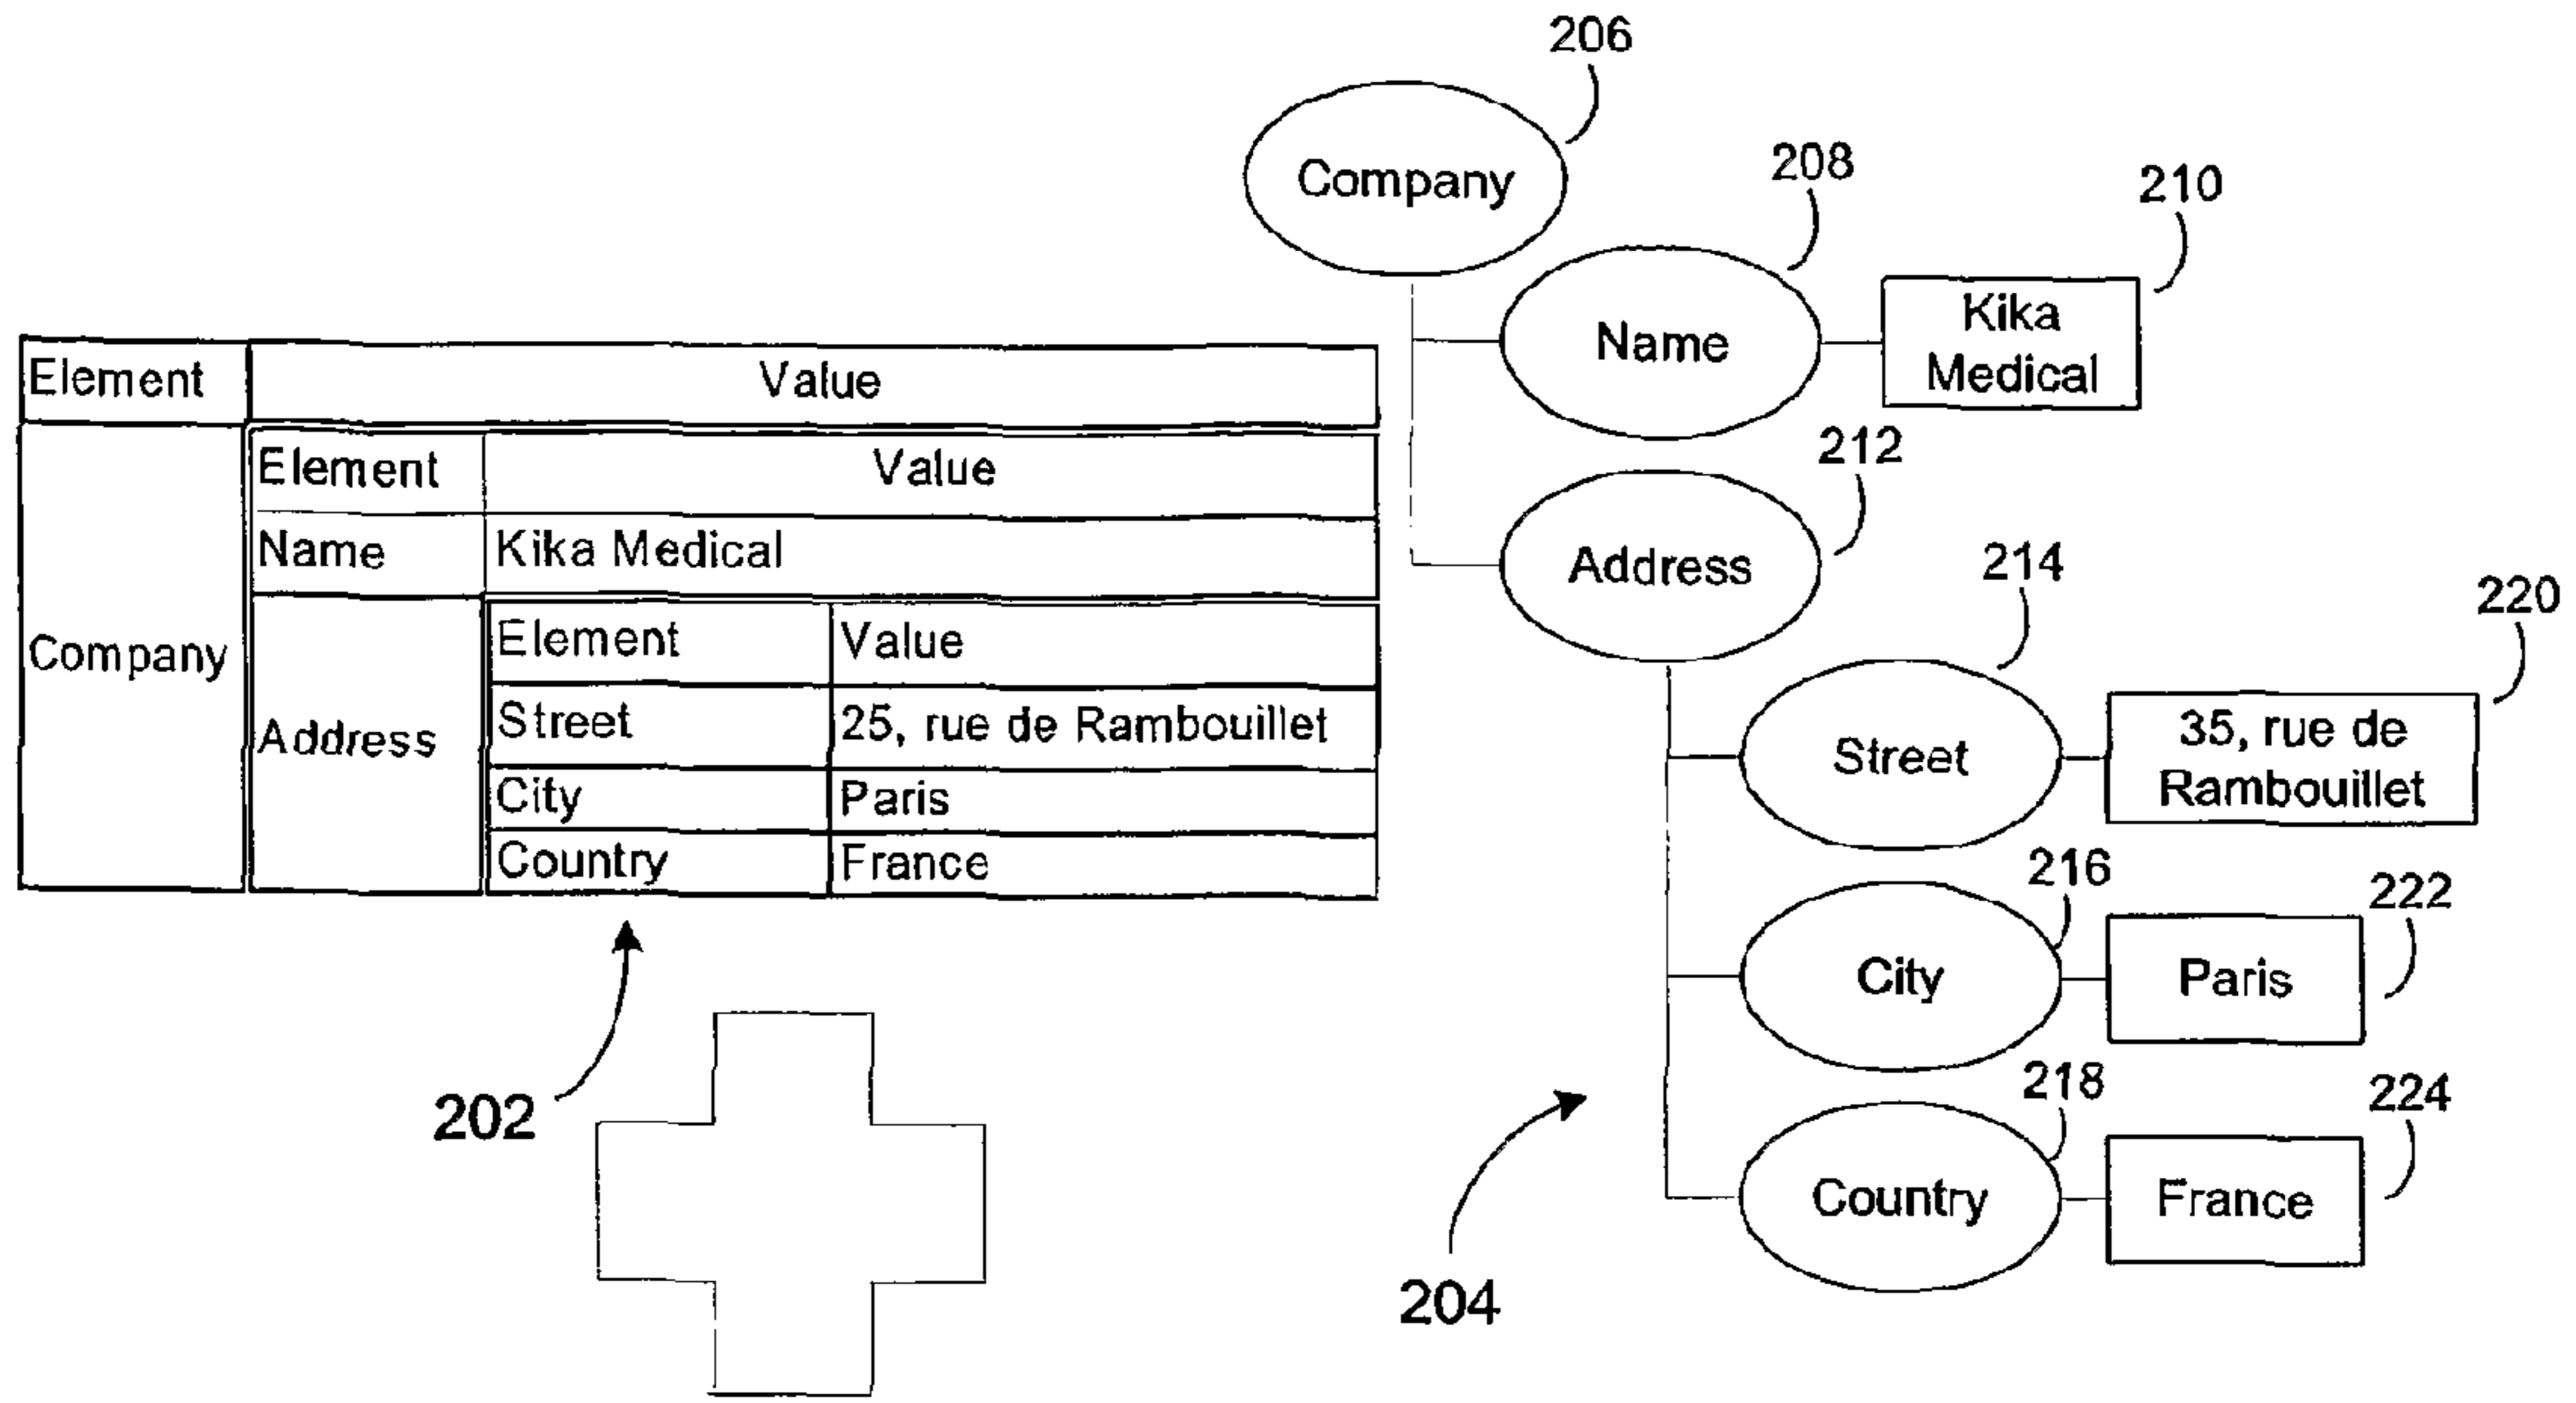 206
Company
208
210
Name
Kika
Medical
Element Value
Element Value
Name Kika Medical
Company
Address
Element Value
Street 25, rue de Rambouillet
City Paris
Country France
212
Address
214
220
Street
35, rue de
Rambouillet
216
222
City
Paris
218
224
Country
France
202
204